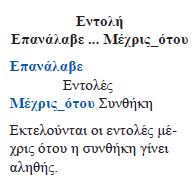 Εντολή
Επανάλαβε ... Μέχρις_ότου
Επανάλαβε
Εντολές
Μέχρις_ότου Συνθήκη
Εκτελούνται οι εντολές μέ-
χρις ότου η συνθήκη γίνει
αληθής.